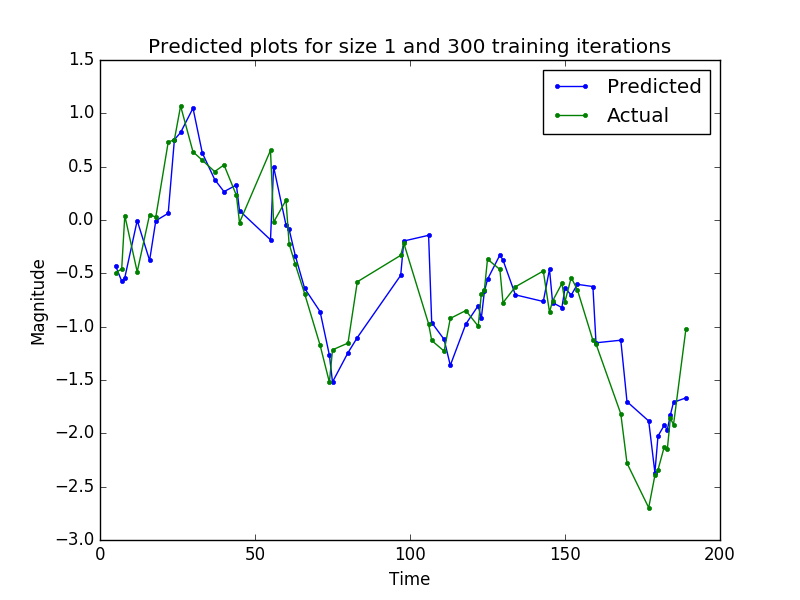 Predicted plots for size 1 and 300 training iterations
1.5
1.0
0.5
0.0
−0.5
−1.0
−1.5
−2.0
−2.5
−3.0
Magnitude
Predicted
Actual
0 50 100 150 200
Time